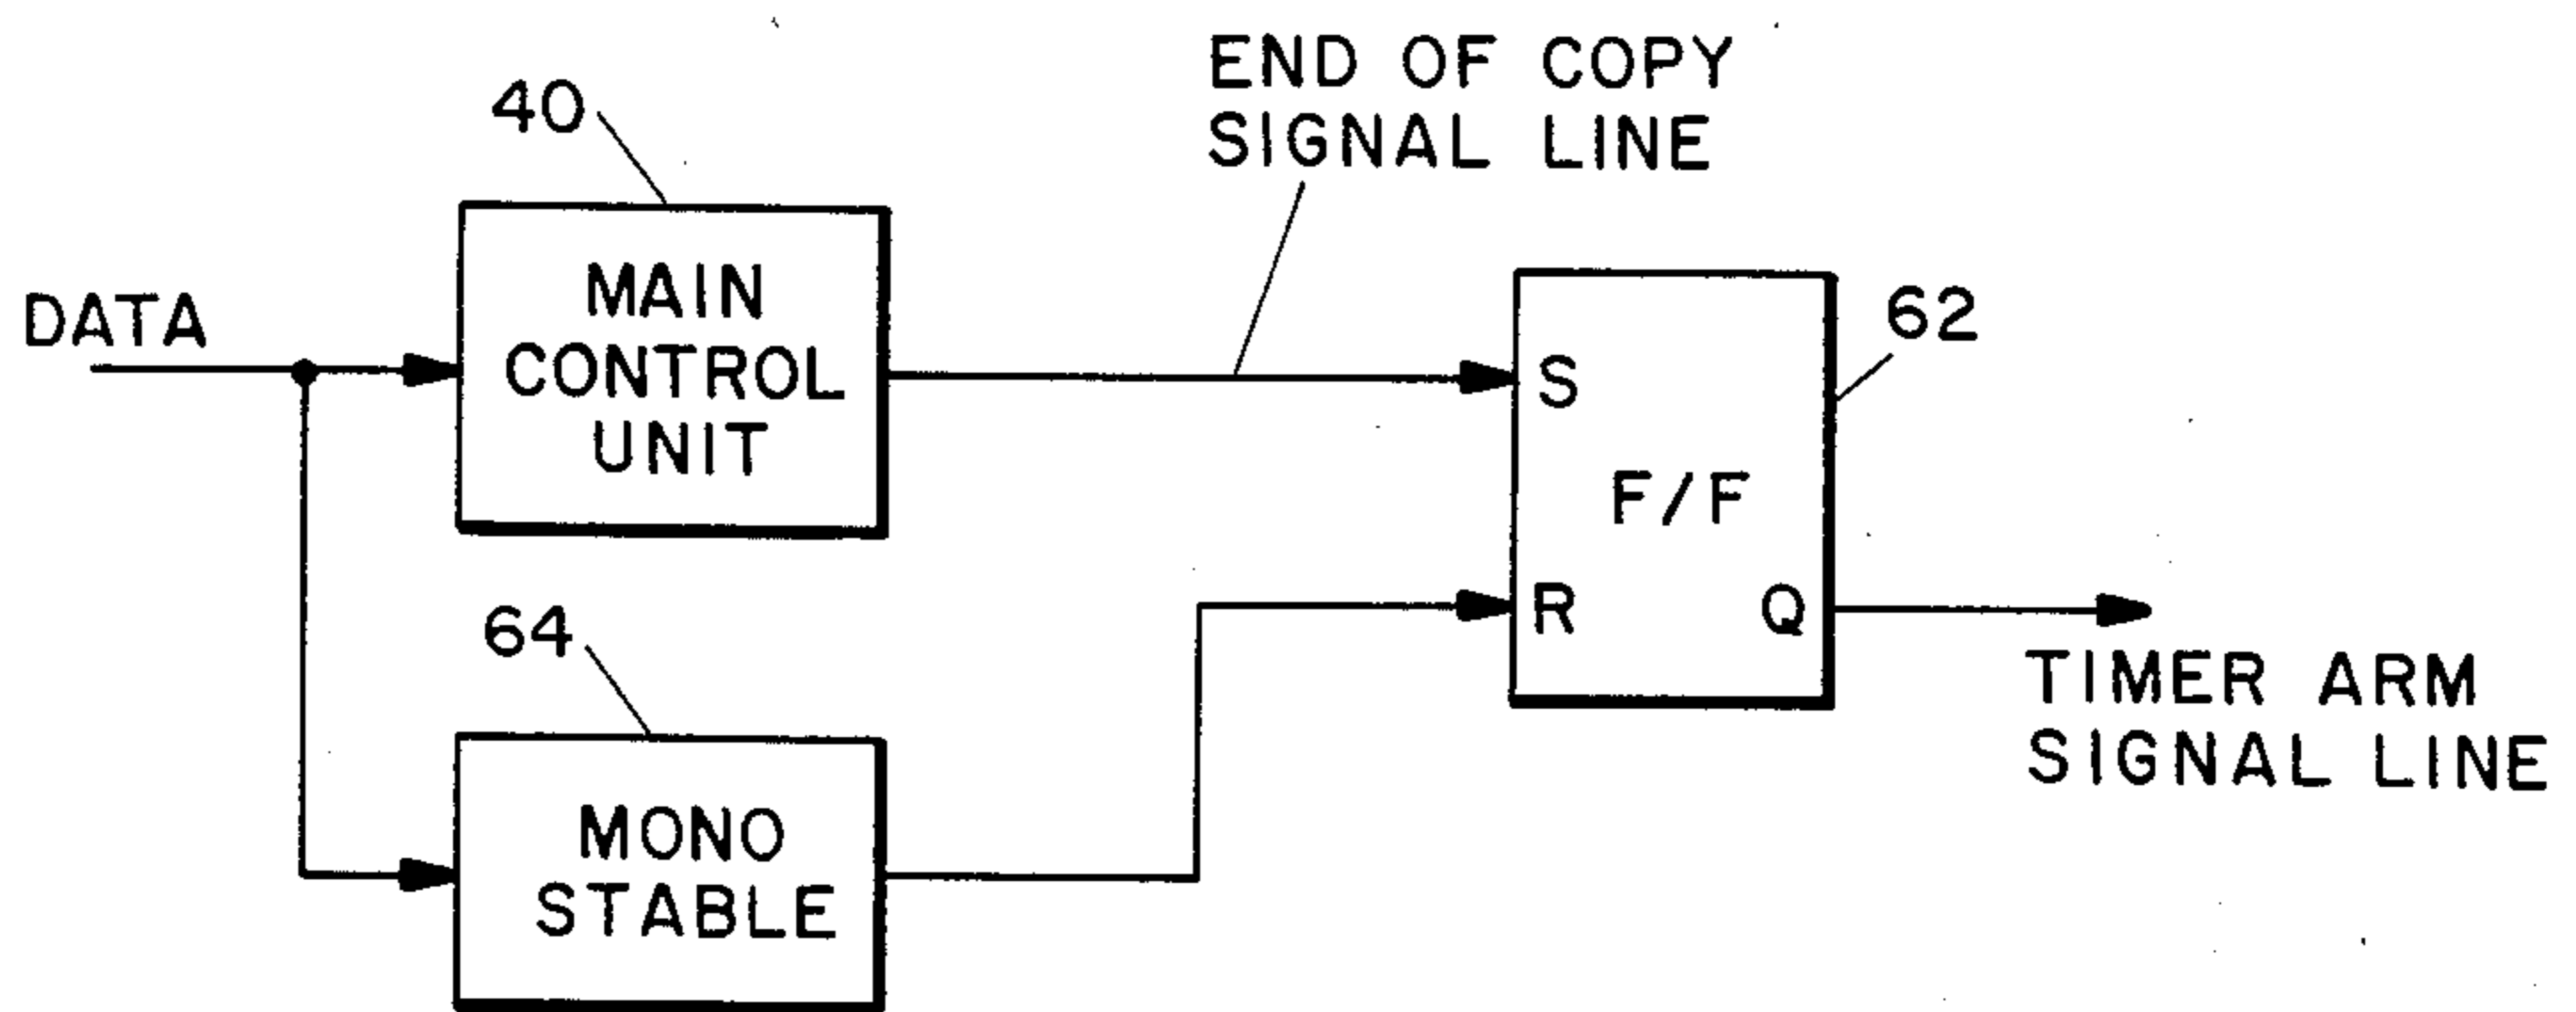 END OF COPY
SIGNAL LINE
40
MAIN
CONTROL
UNIT
DATA
62
S
F/F
R
Q
64
MONO
STABLE
TIMER ARM
SIGNAL LINE